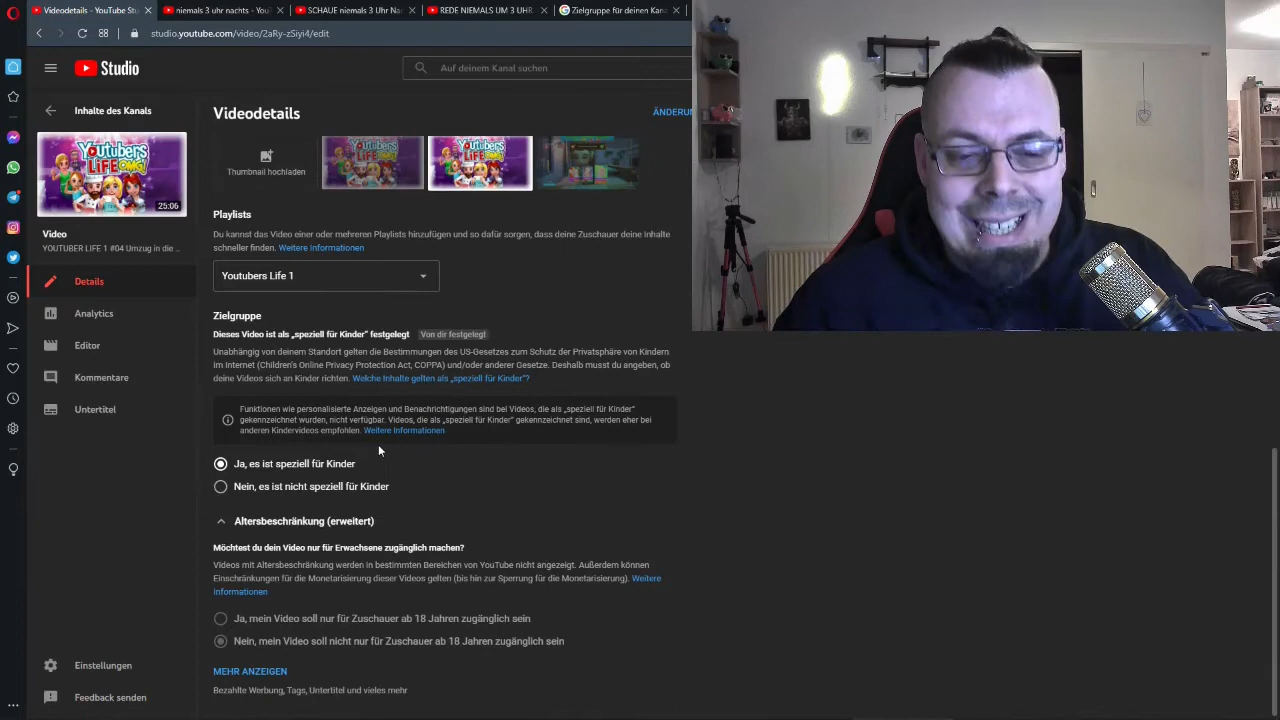 Videodetails - YouTube Stu
niemals 3 uhr nachts - YouT
SCHAUE niemals 3 Uhr Nac
REDE NIEMALS UM 3 UHR
Zielgruppe für deinen Kana
studio.youtube.com/video/2aRy-zSiyi4/edit
Studio
Auf deinem Kanal suchen
Inhalte des Kanals
Videodetails
ÄNDERUN
Youtubers
LIFE OMG!
25:06
Thumbnail hochladen
Youtubers
LIFE OMG!
Youtubers
LIFE OMG!
Video
YOUTUBER LIFE 1 #04 Umzug in die ...
Details
Analytics
Editor
Kommentare
Untertitel
Einstellungen
Feedback senden
Playlists
Du kannst das Video einer oder mehreren Playlists hinzufügen und so dafür sorgen, dass deine Zuschauer deine Inhalte
schneller finden. Weitere Informationen
Youtubers Life 1
Zielgruppe
Dieses Video ist als „speziell für Kinder“ festgelegt Von dir festgelegt
Unabhängig von deinem Standort gelten die Bestimmungen des US-Gesetzes zum Schutz der Privatsphäre von Kindern
im Internet (Children's Online Privacy Protection Act, COPPA) und/oder anderer Gesetze. Deshalb musst du angeben, ob
deine Videos sich an Kinder richten. Welche Inhalte gelten als „speziell für Kinder“?
Funktionen wie personalisierte Anzeigen und Benachrichtigungen sind bei Videos, die als „speziell für Kinder“
gekennzeichnet wurden, nicht verfügbar. Videos, die als „speziell für Kinder“ gekennzeichnet sind, werden eher bei
anderen Kindervideos empfohlen. Weitere Informationen
Ja, es ist speziell für Kinder
Nein, es ist nicht speziell für Kinder
Altersbeschränkung (erweitert)
Möchtest du dein Video nur für Erwachsene zugänglich machen?
Videos mit Altersbeschränkung werden in bestimmten Bereichen von YouTube nicht angezeigt. Außerdem können
Einschränkungen für die Monetarisierung dieser Videos gelten (bis hin zur Sperrung für die Monetarisierung). Weitere
Informationen
Ja, mein Video soll nur für Zuschauer ab 18 Jahren zugänglich sein
Nein, mein Video soll nicht nur für Zuschauer ab 18 Jahren zugänglich sein
MEHR ANZEIGEN
Bezahlte Werbung, Tags, Untertitel und vieles mehr